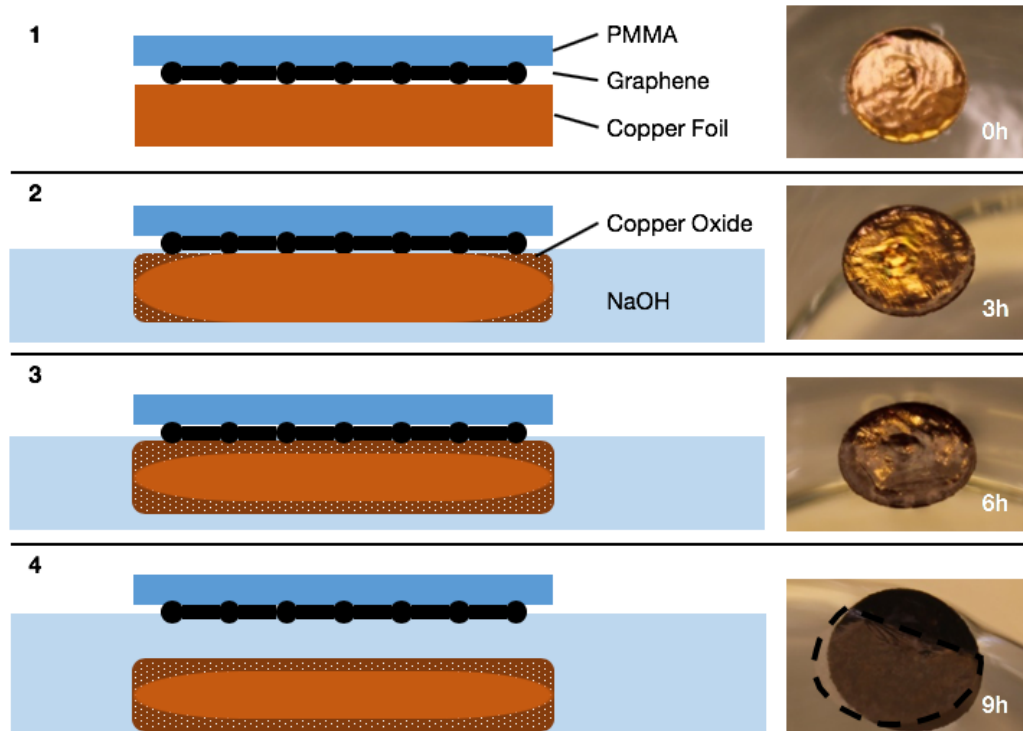 1
PMMA
Graphene
Copper Foil
0h
2
Copper Oxide
NaOH
3h
3
6h
4
9h